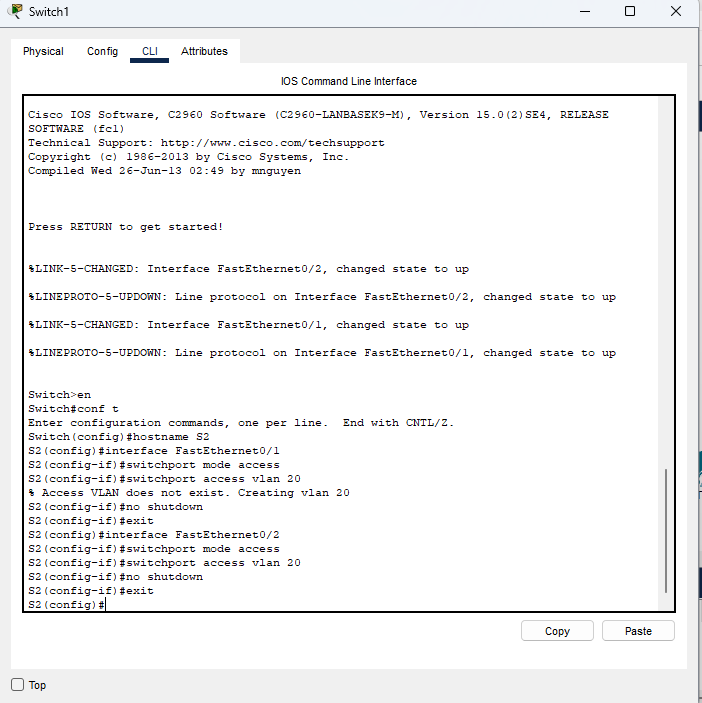 Switch1
Physical Config CLI Attributes
IOS Command Line Interface
Cisco IOS Software, C2960 Software (C2960-LANBASEK9-M), Version 15.0(2)SE4, RELEASE
SOFTWARE (fc1)
Technical Support: http://www.cisco.com/techsupport
Copyright (c) 1986-2013 by Cisco Systems, Inc.
Compiled Wed 26-Jun-13 02:49 by mnguyen
Press RETURN to get started!
%LINK-5-CHANGED: Interface FastEthernet0/2, changed state to up
%LINEPROTO-5-UPDOWN: Line protocol on Interface FastEthernet0/2, changed state to up
%LINK-5-CHANGED: Interface FastEthernet0/1, changed state to up
%LINEPROTO-5-UPDOWN: Line protocol on Interface FastEthernet0/1, changed state to up
Switch>en
Switch#conf t
Enter configuration commands, one per line.  End with CNTL/Z.
Switch(config)#hostname S2
S2(config)#interface FastEthernet0/1
S2(config-if)#switchport mode access
S2(config-if)#switchport access vlan 20
% Access VLAN does not exist. Creating vlan 20
S2(config-if)#no shutdown
S2(config-if)#exit
S2(config)#interface FastEthernet0/2
S2(config-if)#switchport mode access
S2(config-if)#switchport access vlan 20
S2(config-if)#no shutdown
S2(config-if)#exit
S2(config)#
Copy Paste
Top